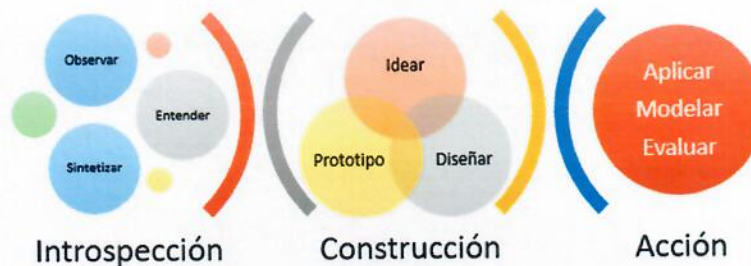 Observar
Entender
Sintetizar
Introspección
Idear
Prototipo
Diseñar
Construcción
Aplicar
Modelar
Evaluar
Acción